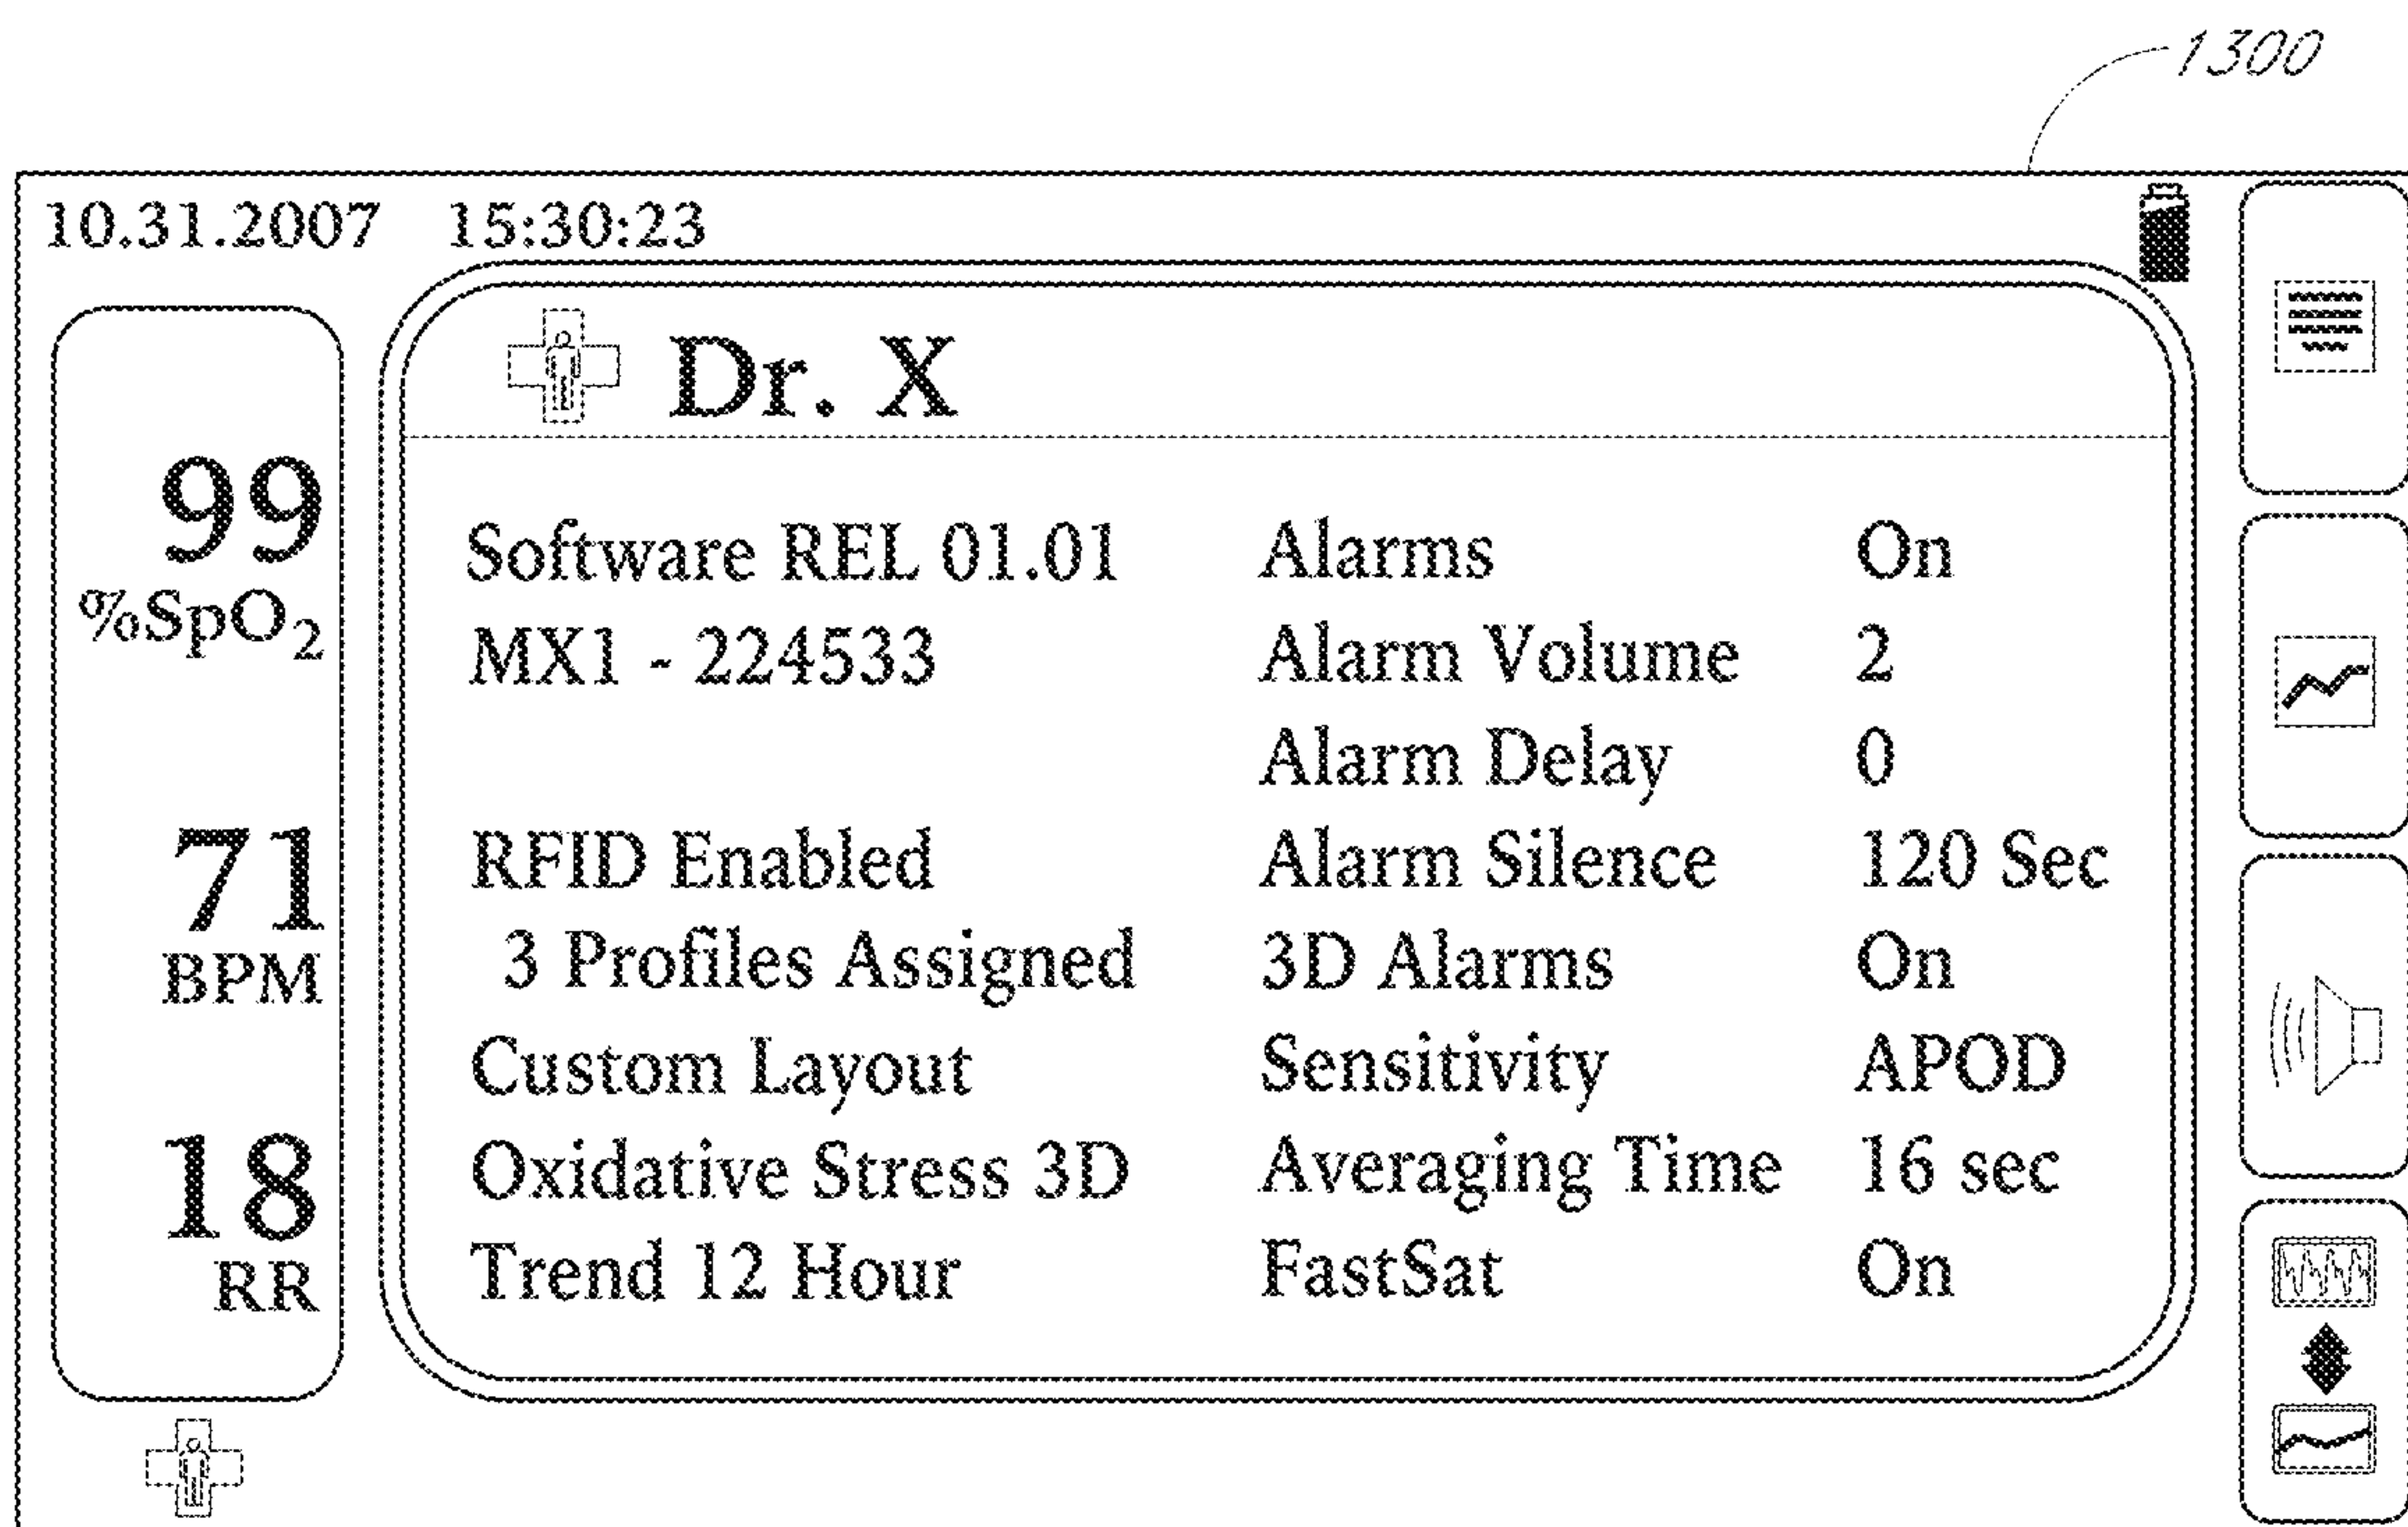 1300
10.31.2007 15:30:23
99
%SpO₂
71
BPM
18
RR
Dr. X
Software REL 01.01
MX1 - 224533
RFID Enabled
3 Profiles Assigned
Custom Layout
Oxidative Stress 3D
Trend 12 Hour
Alarms On
Alarm Volume 2
Alarm Delay 0
Alarm Silence 120 Sec
3D Alarms On
Sensitivity APOD
Averaging Time 16 sec
FastSat On